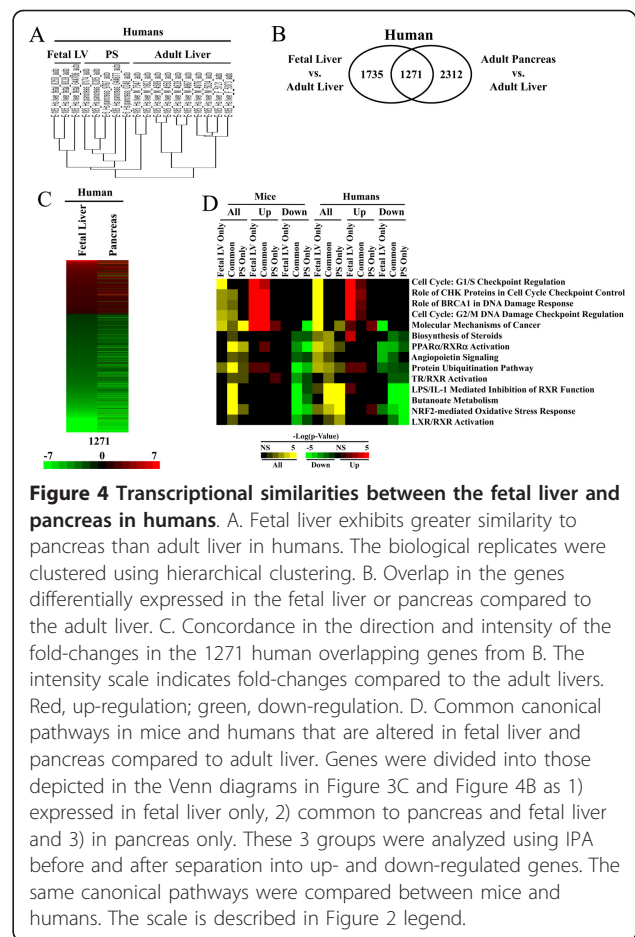 A
Humans
Fetal LV PS Adult Liver
B
Human
Fetal Liver
vs.
Adult Liver
1735 1271 2312
Adult Pancreas
vs
Adult Liver
C
Human
Fetal Liver
Pancreas
1271
-7 0 7
D
Mice Humans
All Up Down All Up Down
Fetal LV Only
Common
PS Only
Fetal LV Only
Common
PS Only
Fetal LV Only
Common
PS Only
Fetal LV Only
Common
PS Only
Fetal LV Only
Common
PS Only
Fetal LV Only
Common
PS Only
Cell Cycle: G1/S Checkpoint Regulation
Role of CHK Proteins in Cell Cycle Checkpoint Control
Role of BRCA1 in DNA Damage Response
Cell Cycle: G2/M DNA Damage Checkpoint Regulation
Molecular Mechanisms of Cancer
Biosynthesis of Steroids
PPARα/RXRα Activation
Angiopoietin Signaling
Protein Ubiquitination Pathway
TR/RXR Activation
LPS/IL-1 Mediated Inhibition of RXR Function
Butanoate Metabolism
NRF2-mediated Oxidative Stress Response
LXR/RXR Activation
-Log(p-Value)
NS 5 -5 NS 5
All Down Up
Figure 4 Transcriptional similarities between the fetal liver and
pancreas in humans. A. Fetal liver exhibits greater similarity to
pancreas than adult liver in humans. The biological replicates were
clustered using hierarchical clustering. B. Overlap in the genes
differentially expressed in the fetal liver or pancreas compared to
the adult liver. C. Concordance in the direction and intensity of the
fold-changes in the 1271 human overlapping genes from B. The
intensity scale indicates fold-changes compared to the adult livers.
Red, up-regulation; green, down-regulation. D. Common canonical
pathways in mice and humans that are altered in fetal liver and
pancreas compared to adult liver. Genes were divided into those
depicted in the Venn diagrams in Figure 3C and Figure 4B as 1)
expressed in fetal liver only, 2) common to pancreas and fetal liver
and 3) in pancreas only. These 3 groups were analyzed using IPA
before and after separation into up- and down-regulated genes. The
same canonical pathways were compared between mice and
humans. The scale is described in Figure 2 legend.